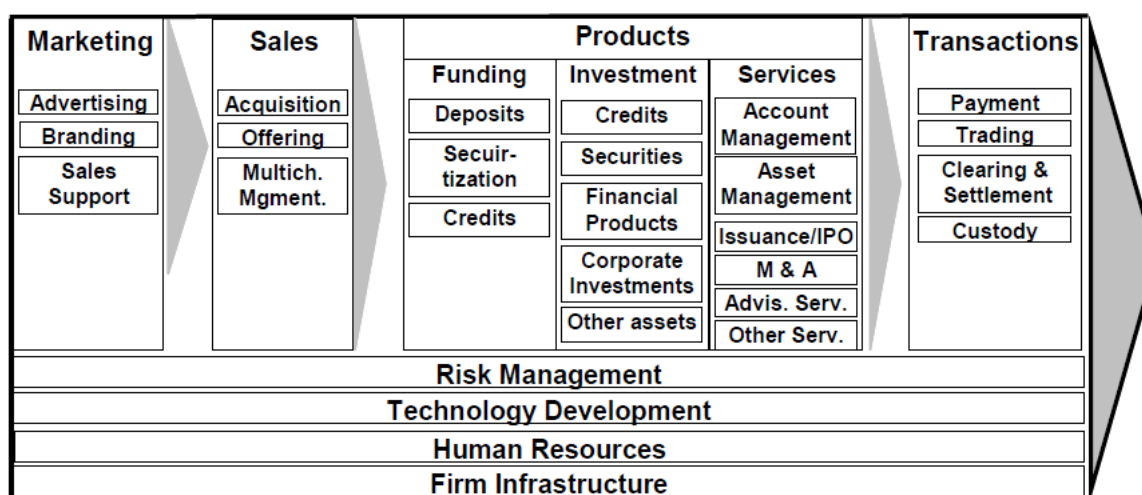 Marketing
Advertising
Branding
Sales
Support
Sales
Acquisition
Offering
Multich.
Mgment.
Products
Funding
Deposits
Secuir-
tization
Credits
Investment
Credits
Securities
Financial
Products
Corporate
Investments
Other assets
Services
Account
Management
Asset
Management
Issuance/IPO
M & A
Advis. Serv.
Other Serv.
Transactions
Payment
Trading
Clearing &
Settlement
Custody
Risk Management
Technology Development
Human Resources
Firm Infrastructure